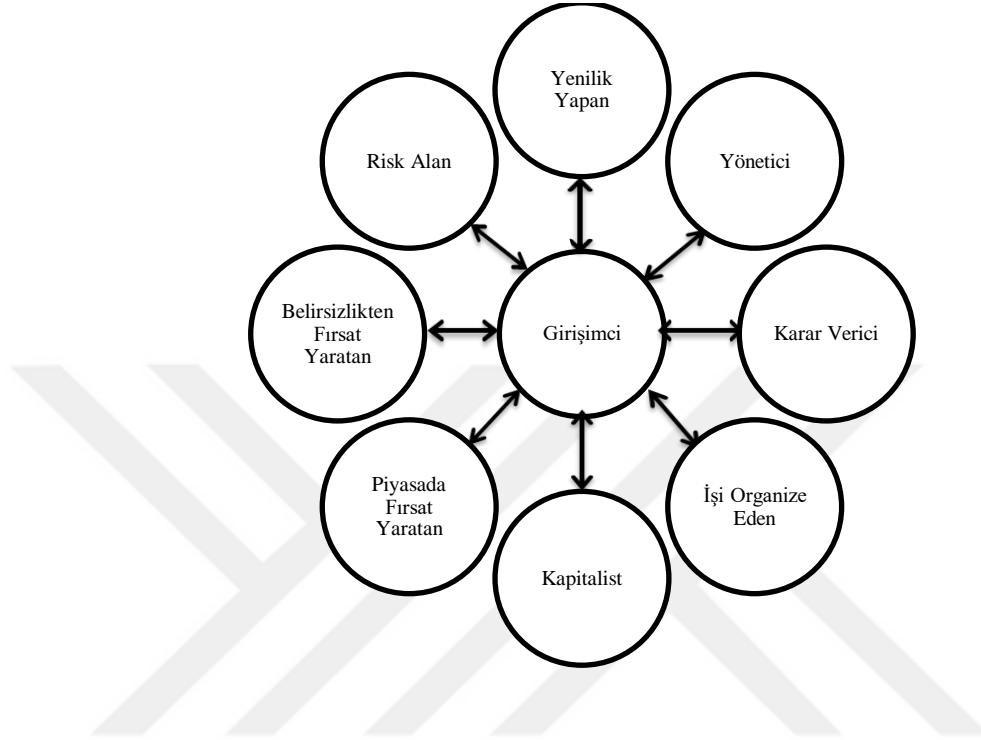 Yenilik
Yapan
Risk Alan
Yönetici
Belirsizlikten
Fırsat
Yaratan
Girişimci
Karar Verici
Piyasada
Fırsat
Yaratan
İşi Organize
Eden
Kapitalist